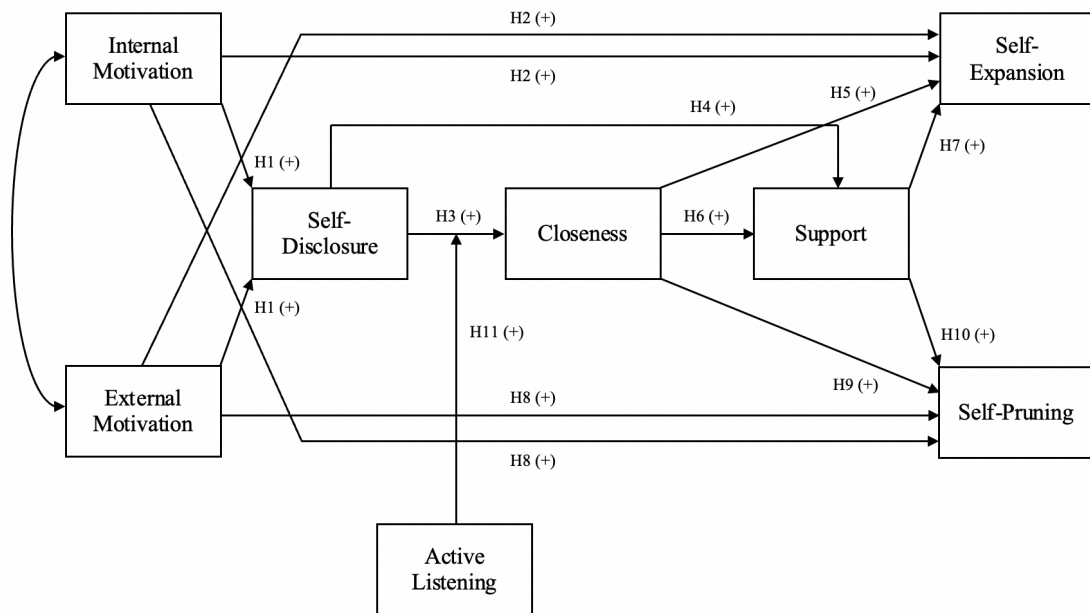 H2 (+)
Internal
Motivation
Self-
Expansion
H2 (+)
H5 (+)
H4 (+)
H7 (+)
H1 (+)
Self-
Disclosure
H3 (+)
Closeness
H6 (+)
Support
H1 (+)
H11 (+)
H10 (+)
External
Motivation
H9 (+)
H8 (+)
Self-Pruning
H8 (+)
Active
Listening